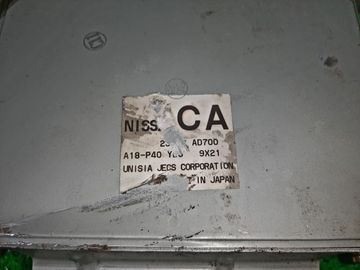 NISS. CA
AD700
A18-P40 9X21
UNISIA JECS CORPORATION
IN JAPAN